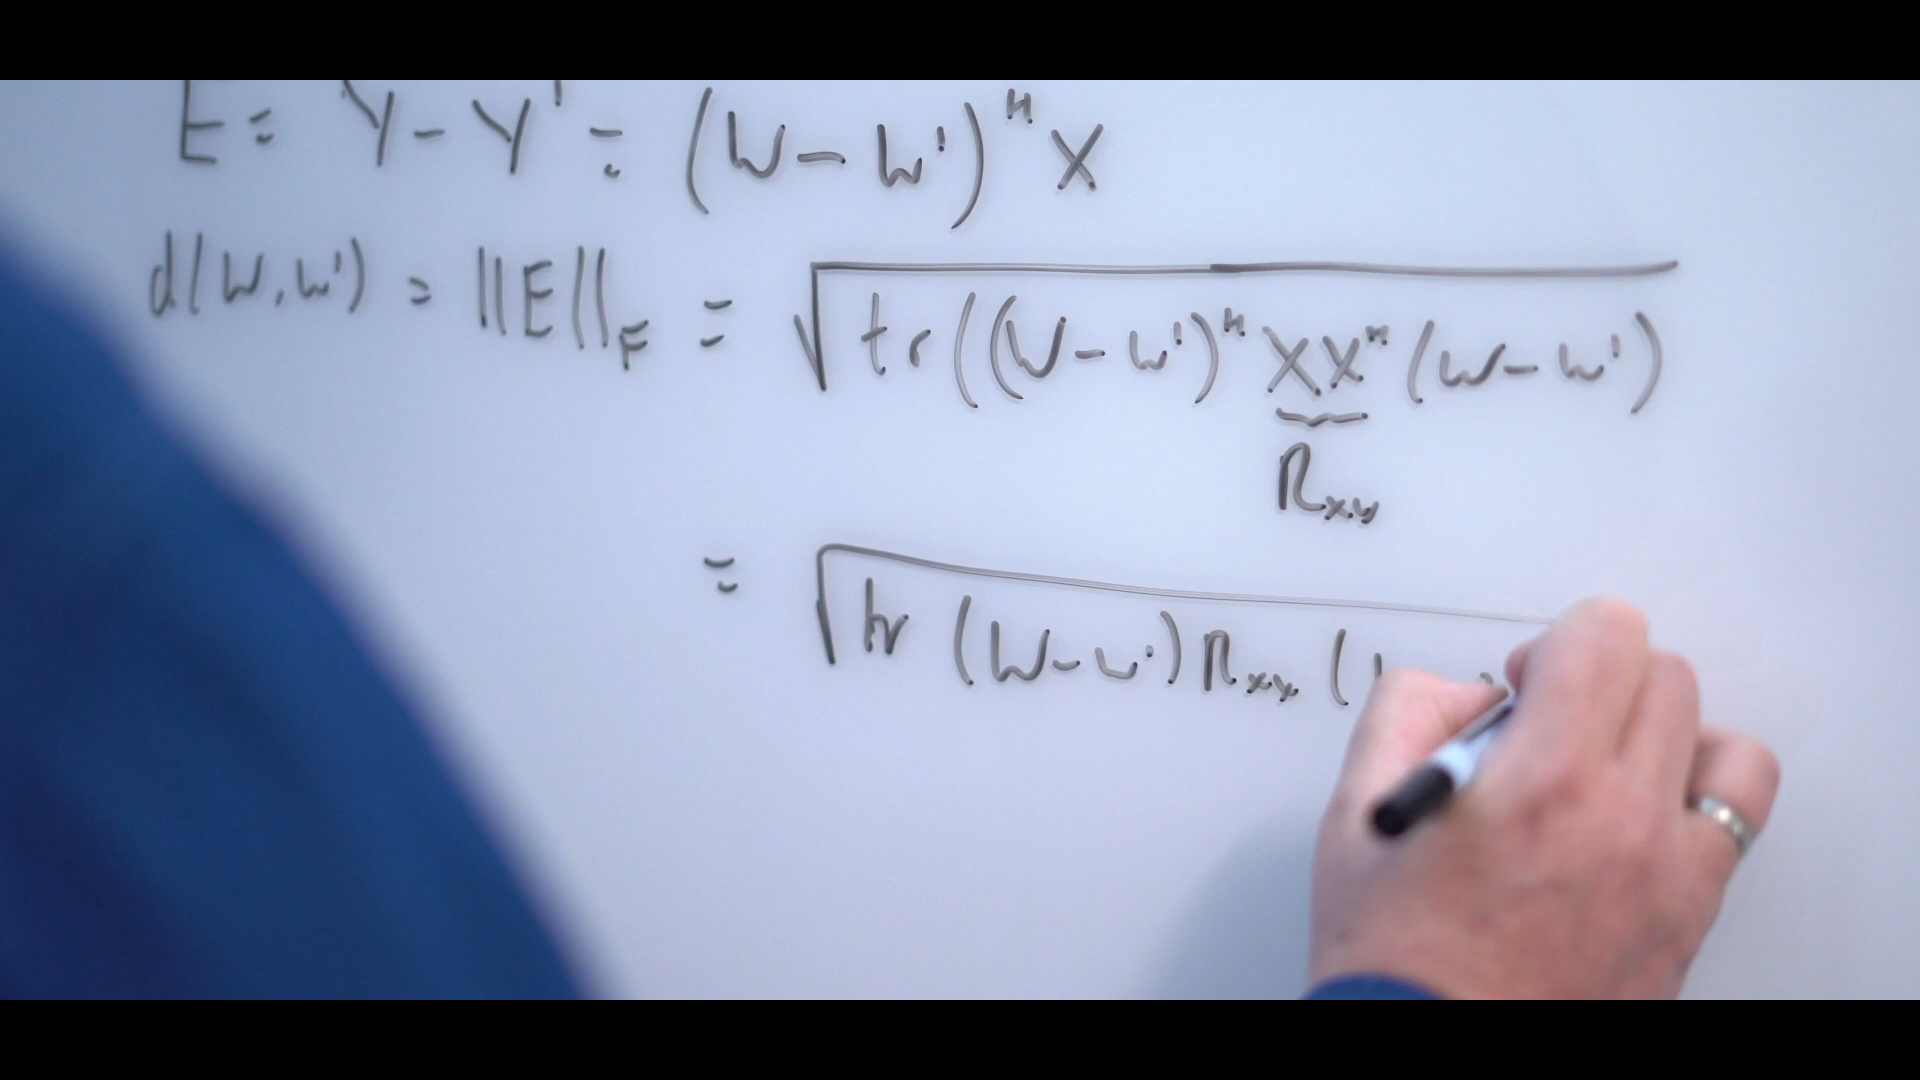 E = Y - Y' = (W - W')^H X
d(W, W') = ||E||_F = √tr((W - W')^H XX^H (W - W')
R_xx
= √tr (W - W') R_xx (